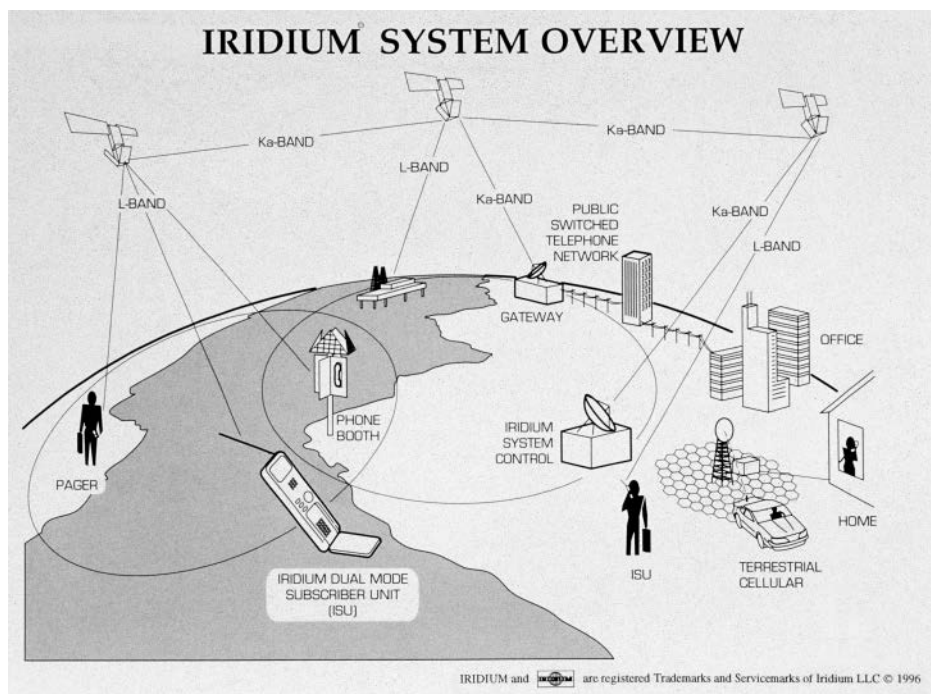 IRIDIUM® SYSTEM OVERVIEW
Ka-BAND
Ka-BAND
L-BAND
L-BAND
Ka-BAND
Ka-BAND
L-BAND
PUBLIC
SWITCHED
TELEPHONE
NETWORK
GATEWAY
OFFICE
PHONE
BOOTH
IRIDIUM
SYSTEM
CONTROL
PAGER
HOME
ISU
TERRESTRIAL
CELLULAR
IRIDIUM DUAL MODE
SUBSCRIBER UNIT
(ISU)
IRIDIUM and are registered Trademarks and Servicemarks of Iridium LLC © 1996